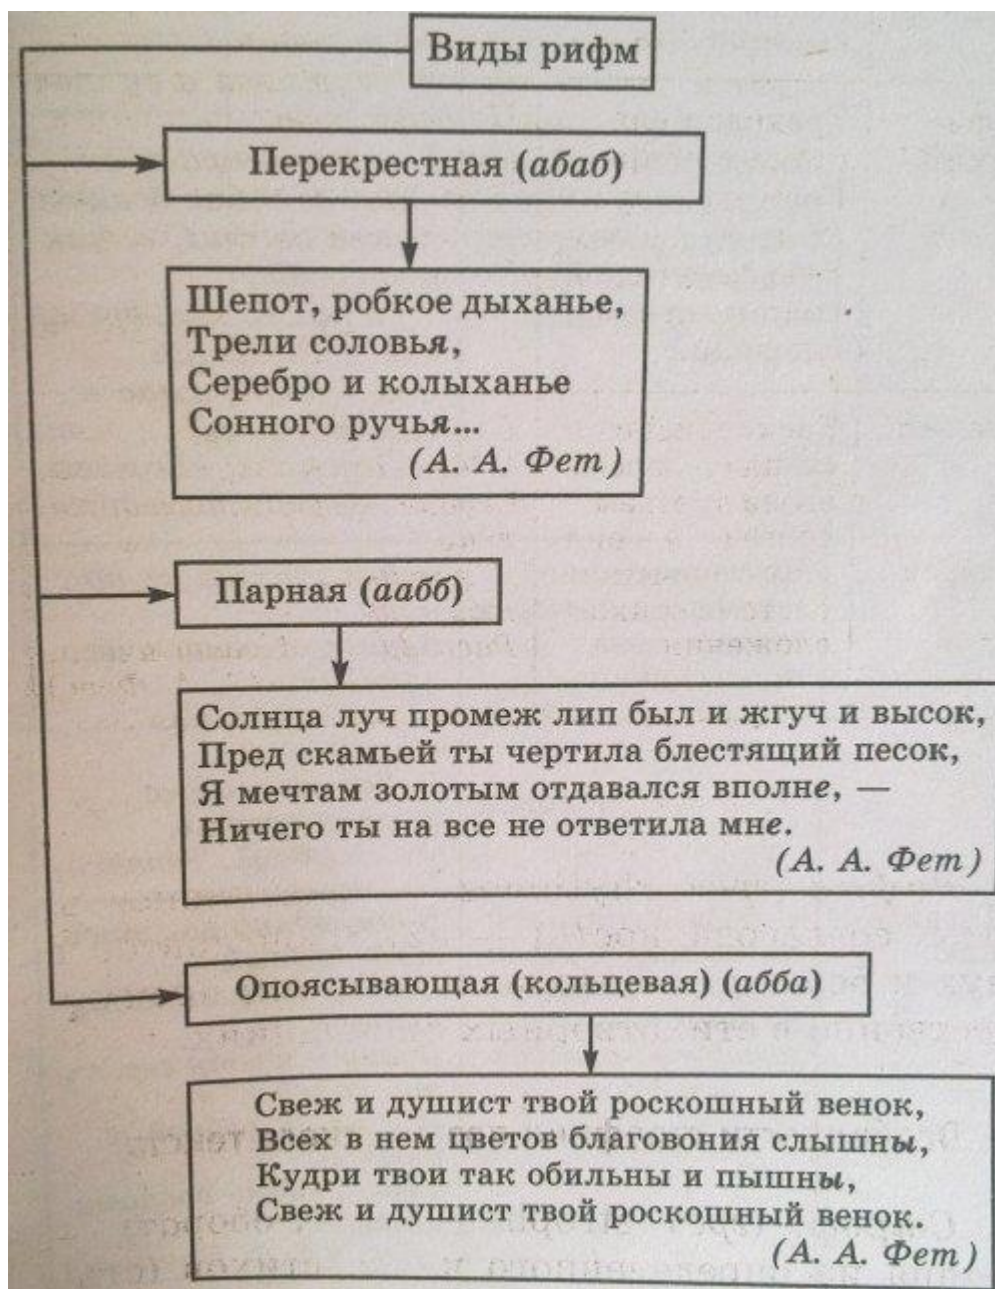 Виды рифм
Перекрестная (абаб)
Шепот, робкое дыханье,
Трели соловья,
Серебро и колыханье
Сонного ручья...
(А. А. Фет)
Парная (аабб)
Солнца луч промеж лип был и жгуч и высок,
Пред скамьей ты чертила блестящий песок,
Я мечтам золотым отдавался вполне, —
Ничего ты на все не ответила мне.
(А. А. Фет)
Опоясывающая (кольцевая) (абба)
Свеж и душист твой роскошный венок,
Всех в нем цветов благовония слышны,
Кудри твои так обильны и пышны,
Свеж и душист твой роскошный венок.
(А. А. Фет)